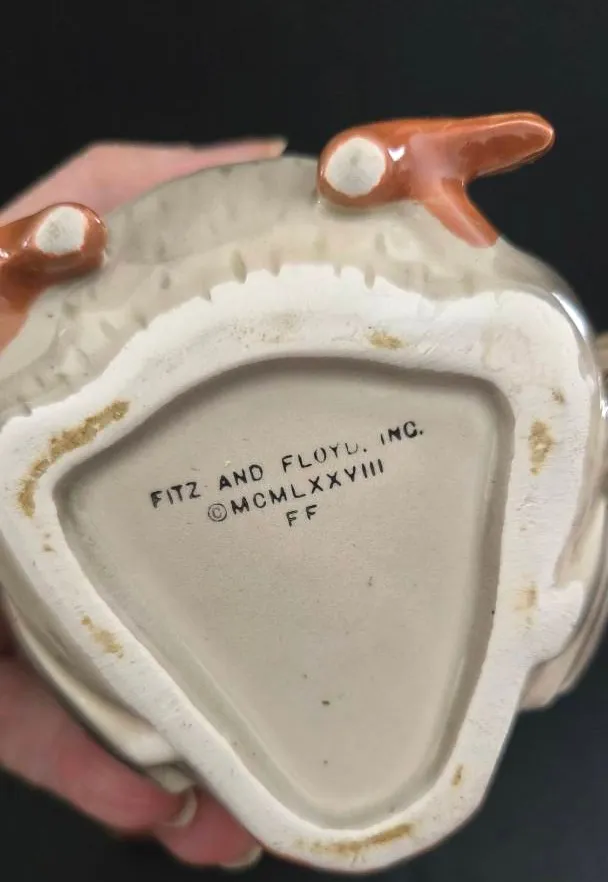 FITZ AND FLOYD, INC.
©MCMLXXVIII
FF